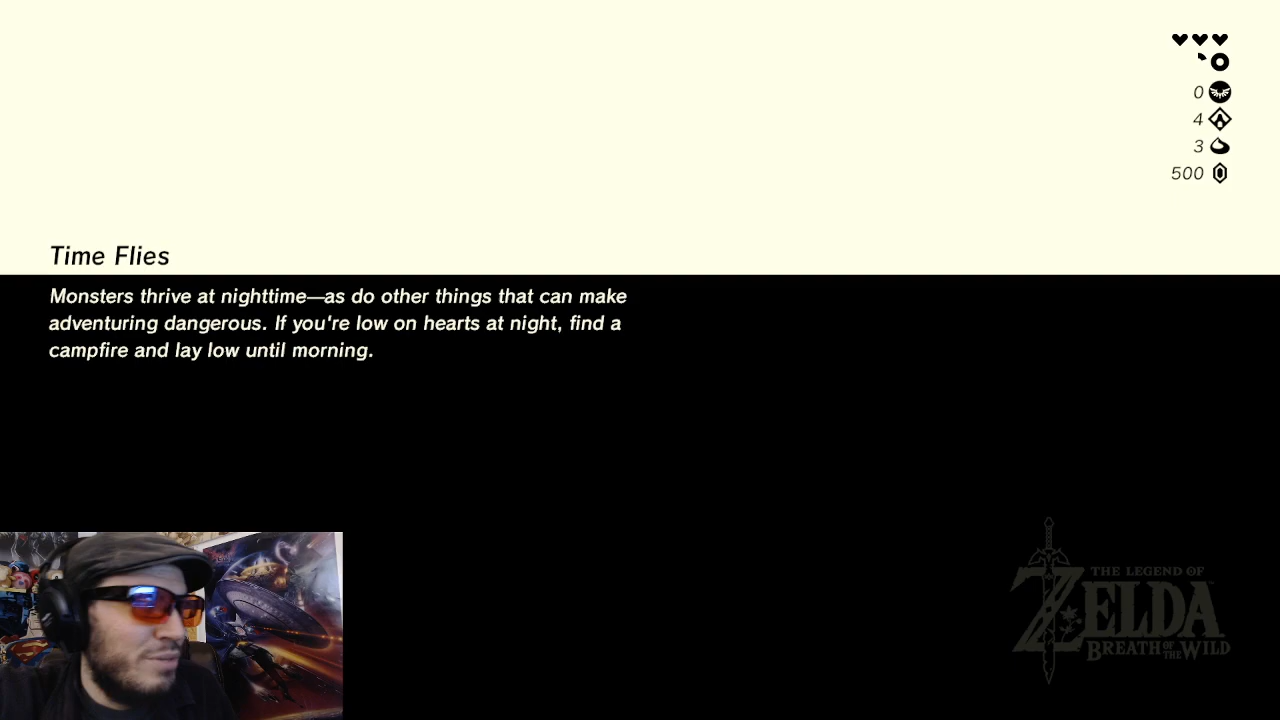 0
4
3
500
Time Flies
Monsters thrive at nighttime—as do other things that can make
adventuring dangerous. If you're low on hearts at night, find a
campfire and lay low until morning.
THE LEGEND OF
ZELDA
BREATH OF THE WILD